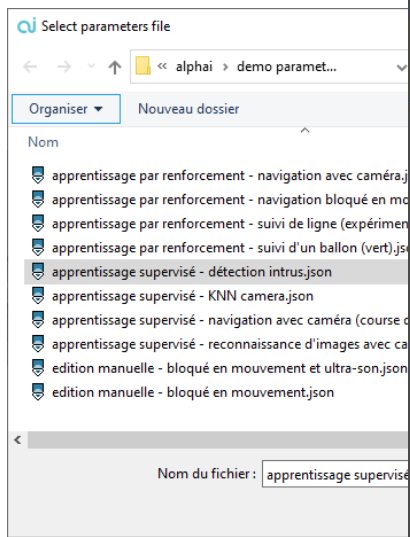 Select parameters file
« alphai › demo paramet...
Organiser Nouveau dossier
Nom
apprentissage par renforcement - navigation avec caméra.j
apprentissage par renforcement - navigation bloqué en mo
apprentissage par renforcement - suivi de ligne (expérimen
apprentissage par renforcement - suivi d'un ballon (vert).js
apprentissage supervisé - détection intrus.json
apprentissage supervisé - KNN camera.json
apprentissage supervisé - navigation avec caméra (course d
apprentissage supervisé - reconnaissance d'images avec ca
edition manuelle - bloqué en mouvement et ultra-son.json
edition manuelle - bloqué en mouvement.json
Nom du fichier : apprentissage supervisé